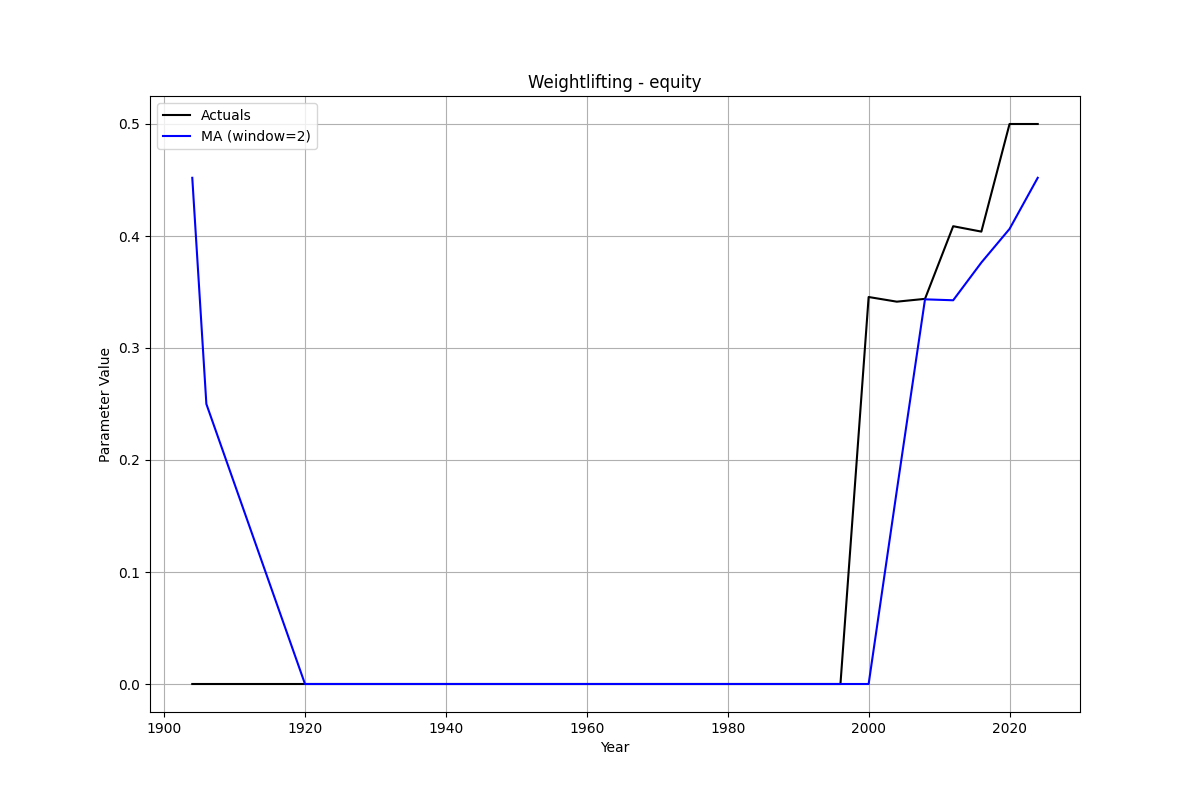 Weightlifting - equity
Actuals
MA (window=2)
Parameter Value
0.5
0.4
0.3
0.2
0.1
0.0
1900 1920 1940 1960 1980 2000 2020
Year